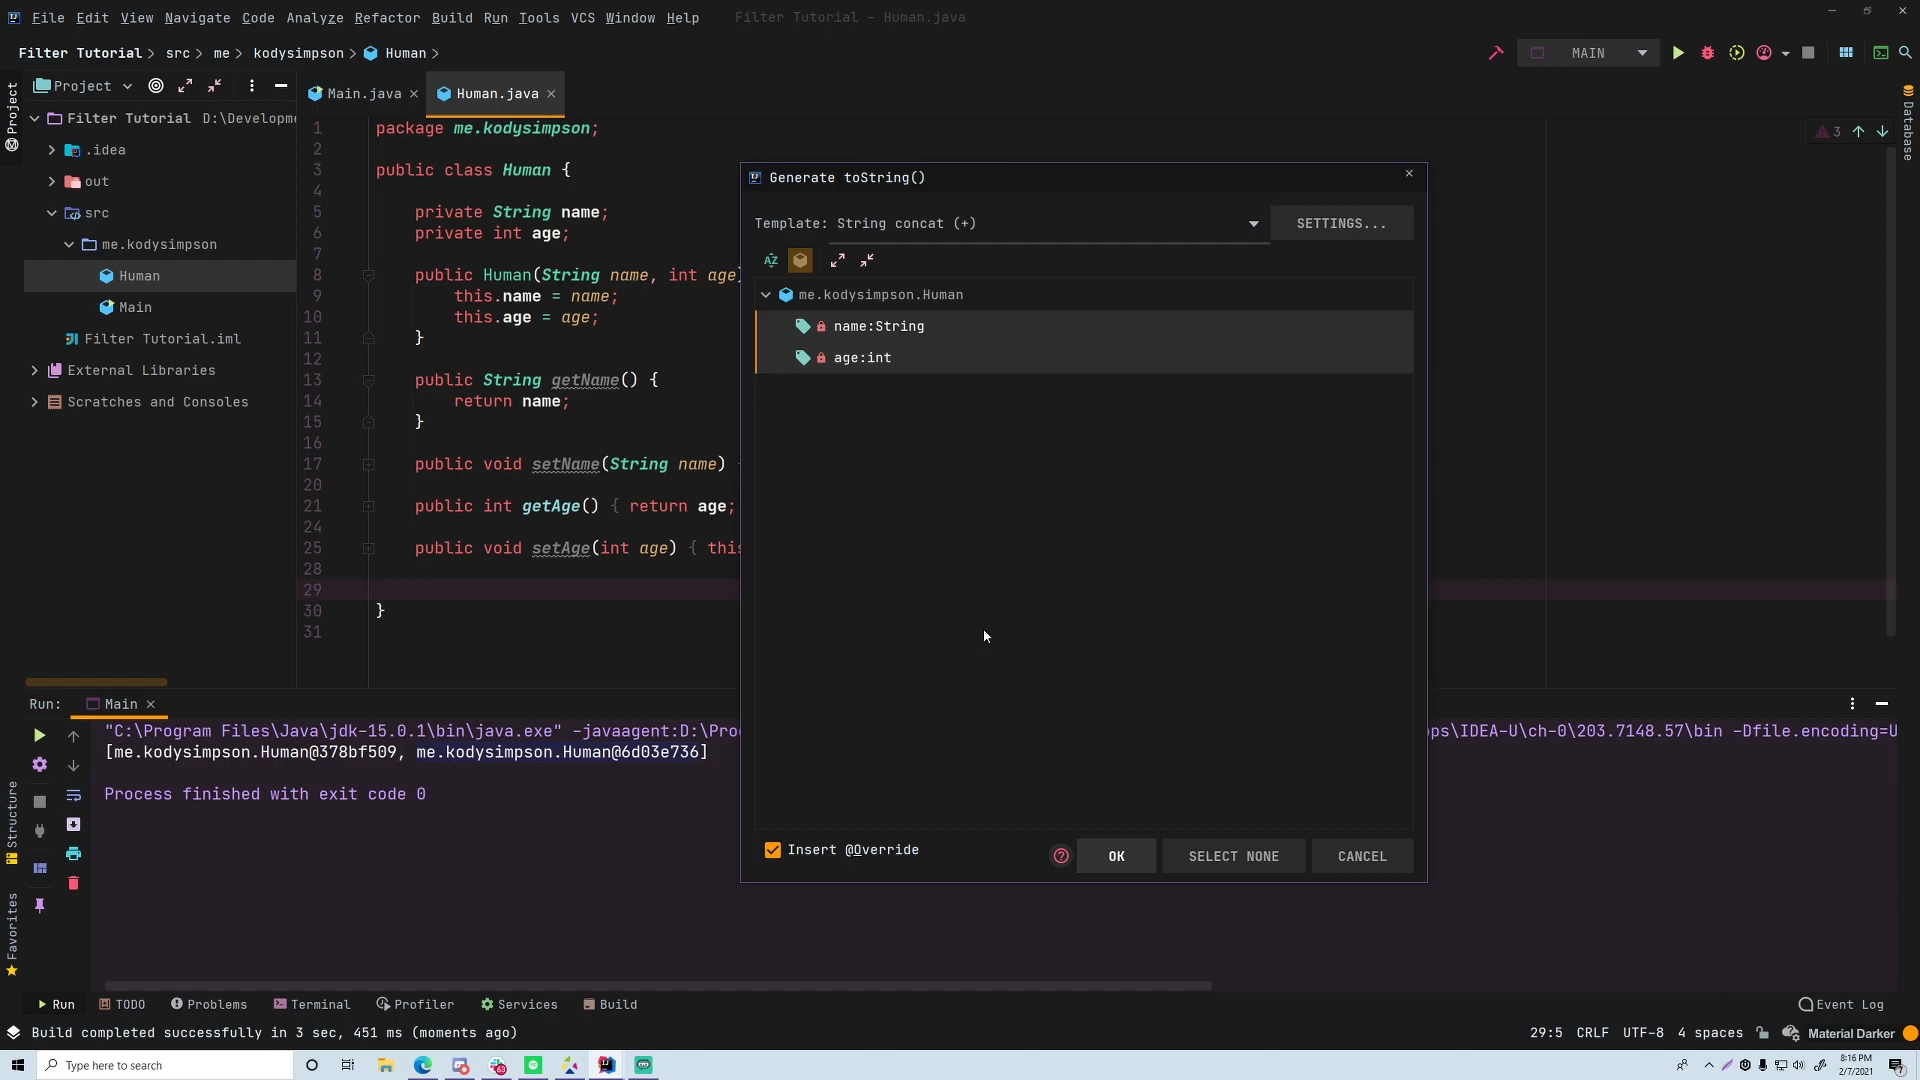 File Edit View Navigate Code Analyze Refactor Build Run Tools VCS Window Help Filter Tutorial - Human.java
Filter Tutorial > src > me > kodysimpson > Human >
MAIN
Project
Project
Main.java
Human.java
Database
Filter Tutorial D:\Developme
.idea
out
src
me.kodysimpson
Human
Main
Filter Tutorial.iml
External Libraries
Scratches and Consoles
3
1 package me.kodysimpson;
2
3 public class Human {
4
5 private String name;
6 private int age;
7
8 public Human(String name, int age)
9 this.name = name;
10 this.age = age;
11 }
12
13 public String getName() {
14 return name;
15 }
16
17 public void setName(String name)
20
21 public int getAge() { return age;
24
25 public void setAge(int age) { this
28
29
30 }
31
Generate toString()
Template: String concat (+)
SETTINGS...
AZ
me.kodysimpson.Human
name:String
age:int
Insert @Override
?
OK
SELECT NONE
CANCEL
Run: Main
"C:\Program Files\Java\jdk-15.0.1\bin\java.exe" -javaagent:D:\Pro
ps\IDEA-U\ch-0\203.7148.57\bin -Dfile.encoding=U
[me.kodysimpson.Human@378bf509, me.kodysimpson.Human@6d03e736]
Process finished with exit code 0
Structure
Favorites
Run TODO Problems Terminal Profiler Services Build
Event Log
Build completed successfully in 3 sec, 451 ms (moments ago)
29:5 CRLF UTF-8 4 spaces Material Darker
Type here to search
8:16 PM
2/7/2021